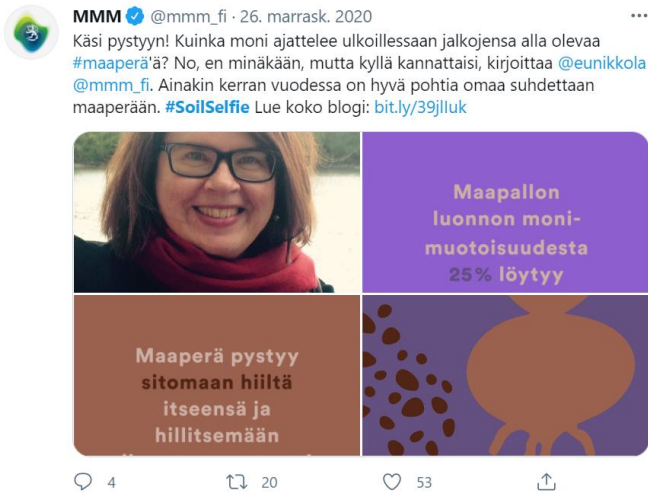 MMM @mmm_fi · 26. marrask. 2020
Käsi pystyyn! Kuinka moni ajattelee ulkoillessaan jalkojensa alla olevaa
#maaperä'ä? No, en minäkään, mutta kyllä kannattaisi, kirjoittaa @eunikkola
@mmm_fi. Ainakin kerran vuodessa on hyvä pohtia omaa suhdettaan
maaperään. #SoilSelfie Lue koko blogi: bit.ly/39jlIuk
Maapallon
luonnon moni-
muotoisuudesta
25% löytyy
Maaperä pystyy
sitomaan hiiltä
itseensä ja
hillitsemään
4 20 53